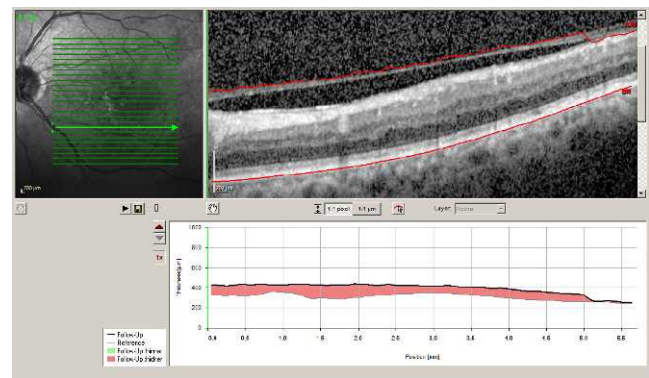 200 µm
200 µm
1:1 pixel
1:1 µm
Layer:
1x
Thickness [µm]
1000
800
600
400
200
0
0.0
0.5
1.0
1.5
2.0
2.5
3.0
3.5
4.0
4.5
5.0
5.5
Position [mm]
Follow-Up
Reference
Follow-Up thinner
Follow-Up thicker